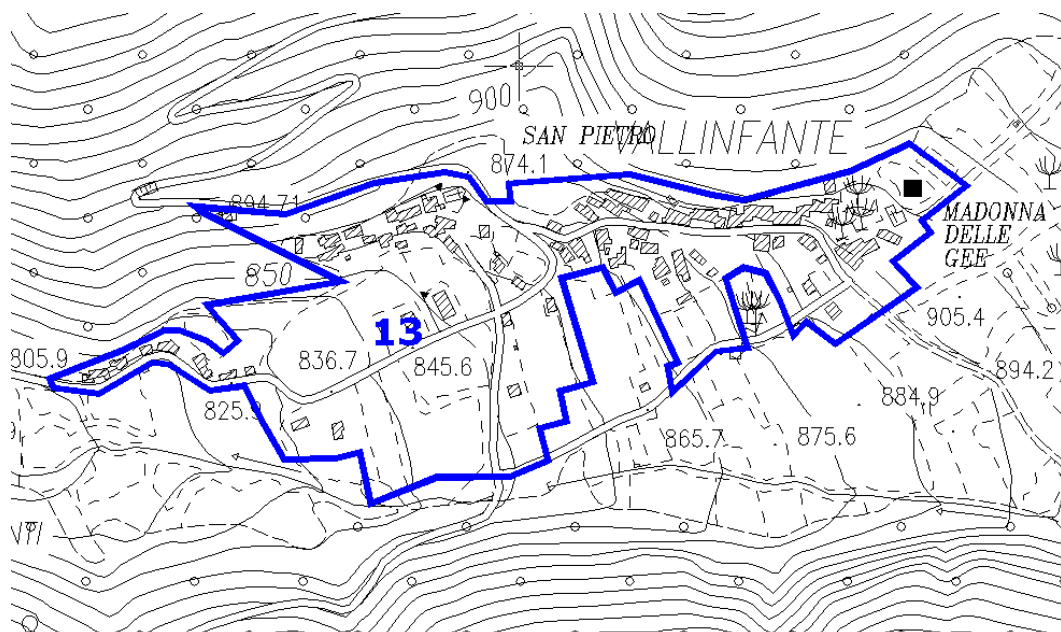 900
SAN PIETRO
VALLINFANTE
874.1
894.71
MADONNA
DELLE
GEE
850
13
905.4
805.9
836.7
845.6
894.2
825.9
884.9
865.7
875.6